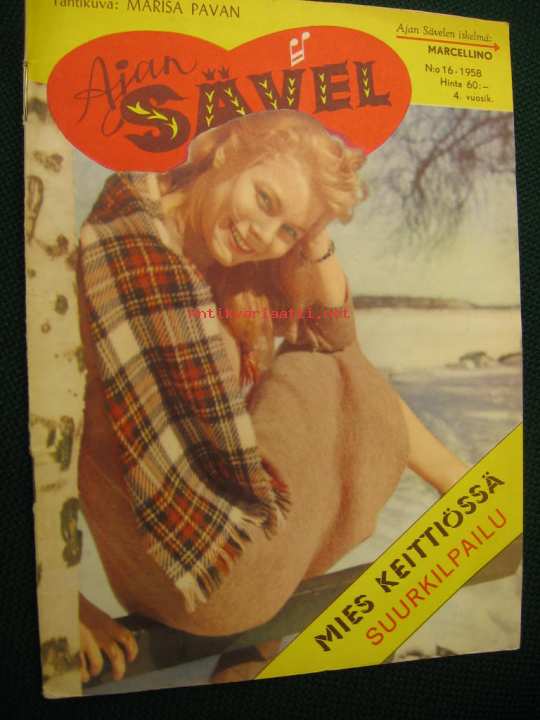 Tähtikuva: MARISA PAVAN
Ajan Sävelen iskelmä:
MARCELLINO
N:o 16 - 1958
Hinta 60:—
4. vuosik.
Ajan
SÄVEL
antikvariaatti.net
MIES KEITTIÖSSÄ
SUURKILPAILU